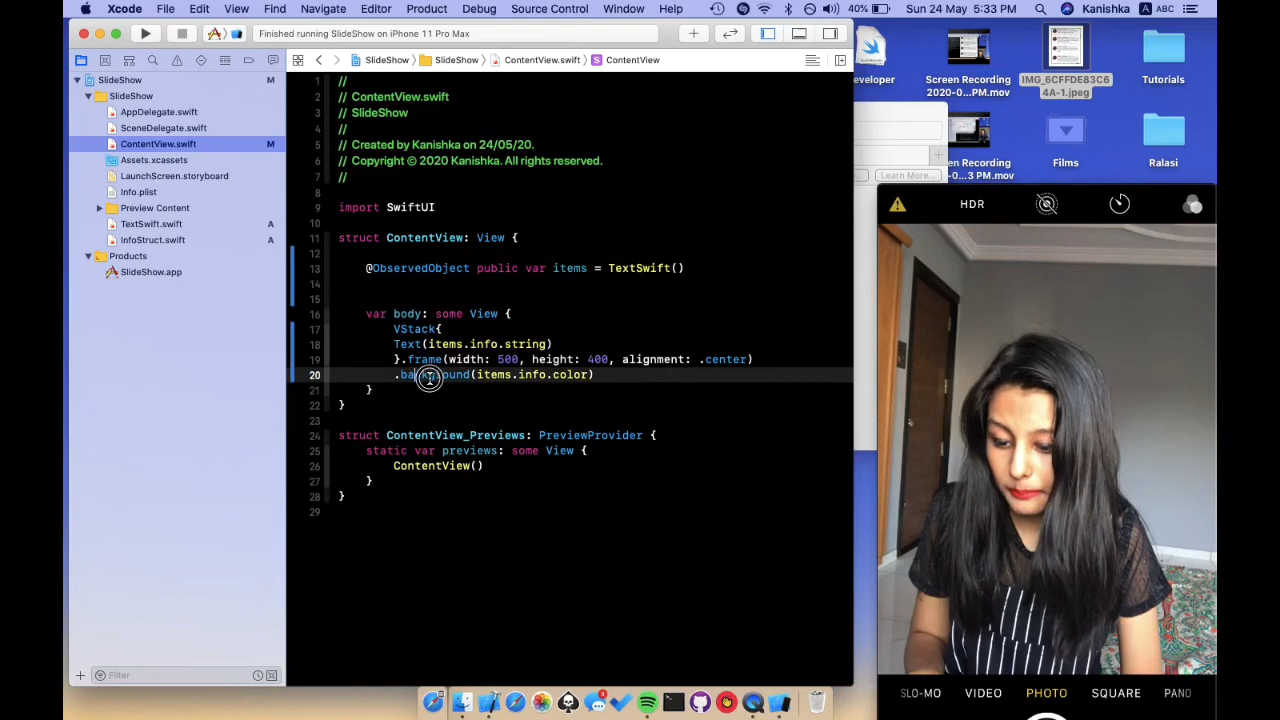 Xcode File Edit View Find Navigate Editor Product Debug Source Control Window Help 40% Sun 24 May 5:33:33 PM Kanishka A ABC
Finished running SlideShow on iPhone 11 Pro Max
SlideShow SlideShow ContentView.swift S ContentView
SlideShow M
SlideShow
AppDelegate.swift
SceneDelegate.swift
ContentView.swift M
Assets.xcassets
LaunchScreen.storyboard
Info.plist
Preview Content
TextSwift.swift A
InfoStruct.swift A
Products
SlideShow.app
Filter
1 //
2 // ContentView.swift
3 // SlideShow
4 //
5 // Created by Kanishka on 24/05/20.
6 // Copyright © 2020 Kanishka. All rights reserved.
7 //
8
9 import SwiftUI
10
11 struct ContentView: View {
12
13 @ObservedObject public var items = TextSwift()
14
15
16 var body: some View {
17 VStack{
18 Text(items.info.string)
19 }.frame(width: 500, height: 400, alignment: .center)
20 .background(items.info.color)
21 }
22 }
23
24 struct ContentView_Previews: PreviewProvider {
25 static var previews: some View {
26 ContentView()
27 }
28 }
29
eveloper
Screen Recording
2020-0...PM.mov
IMG_6CFFDE83C6
4A-1.jpeg
Tutorials
Screen Recording
-0...3 PM.mov
Films
Ralasi
Learn More...
HDR
SLO-MO VIDEO PHOTO SQUARE PANO